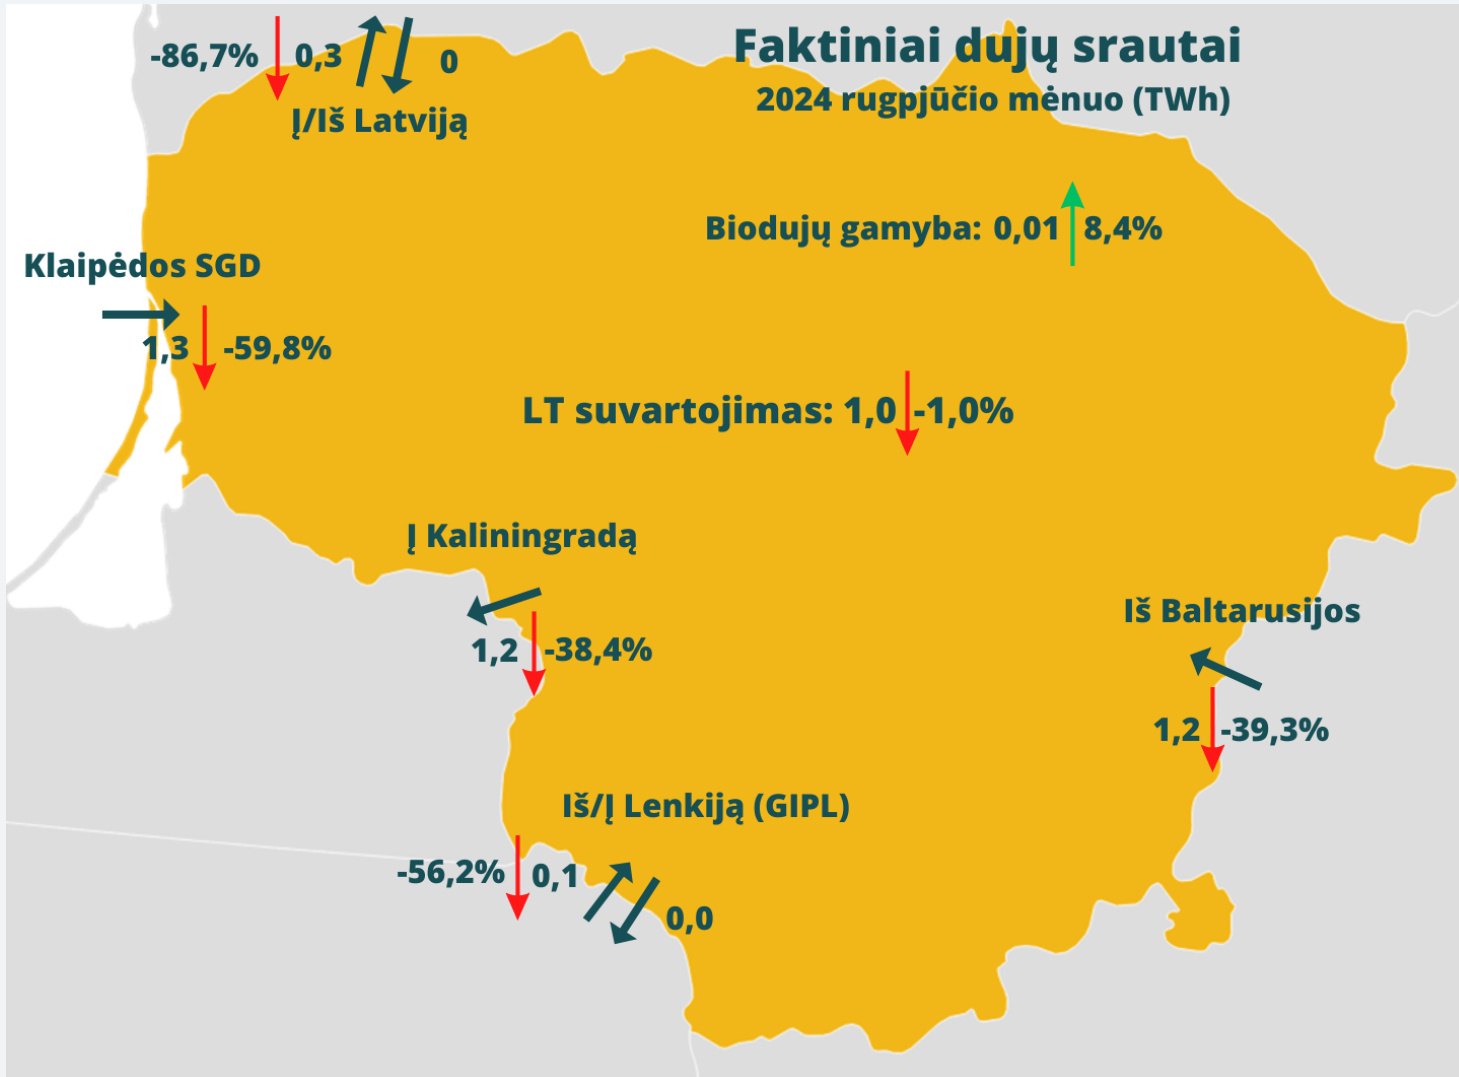 Faktiniai dujų srautai
2024 rugpjūčio mėnuo (TWh)
-86,7% 0,3 0
Į/Iš Latviją
Biodujų gamyba: 0,01 8,4%
Klaipėdos SGD
1,3 -59,8%
LT suvartojimas: 1,0 -1,0%
Į Kaliningradą
1,2 -38,4%
Iš Baltarusijos
1,2 -39,3%
Iš/Į Lenkiją (GIPL)
-56,2% 0,1
0,0